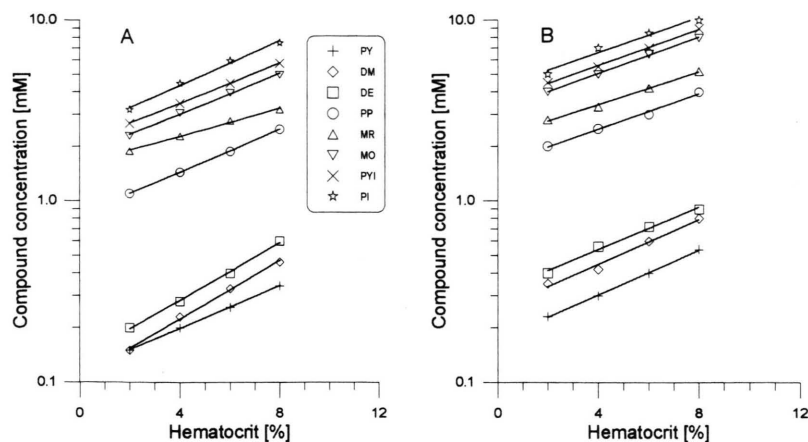 A
Compound concentration [mM]
10.0
1.0
0.1
0
4
8
12
Hematocrit [%]
PY
DM
DE
PP
MR
MO
PYI
PI
B
Compound concentration [mM]
10.0
1.0
0.1
0
4
8
12
Hematocrit [%]